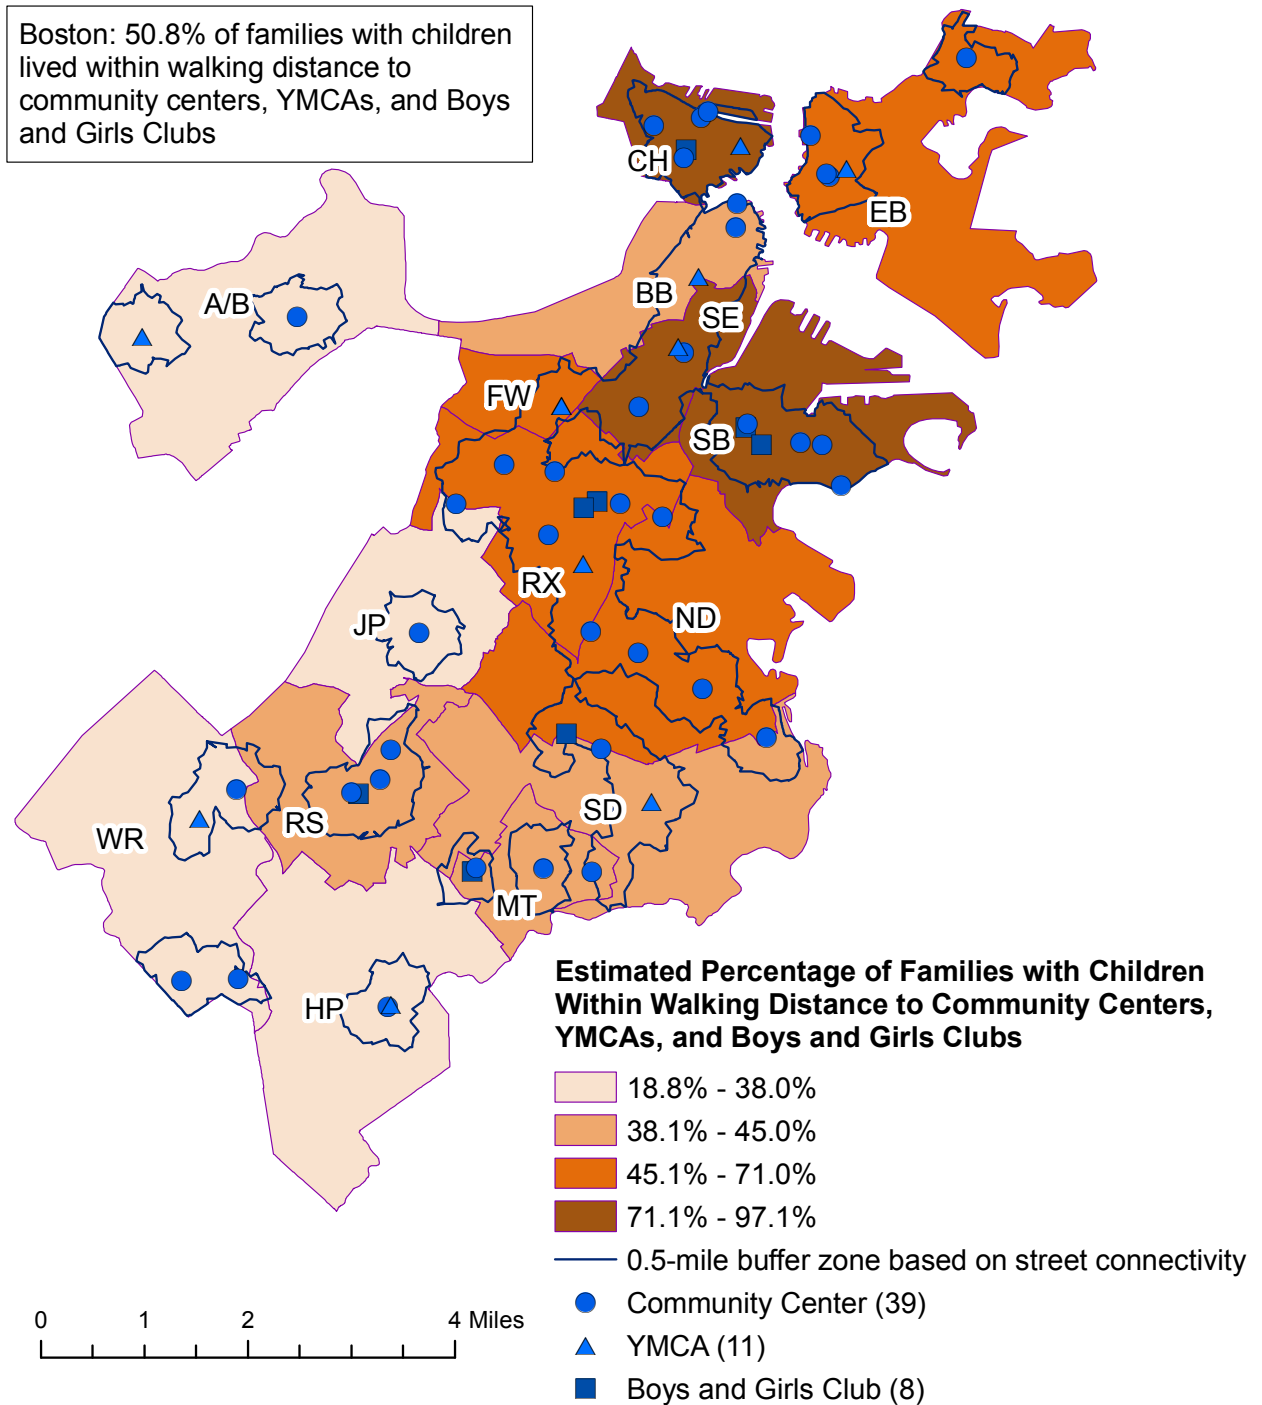 Boston: 50.8% of families with children
lived within walking distance to
community centers, YMCAs, and Boys
and Girls Clubs
CH
EB
A/B
BB
SE
FW
SB
RX
ND
JP
WR
RS
SD
MT
HP
Estimated Percentage of Families with Children
Within Walking Distance to Community Centers,
YMCAs, and Boys and Girls Clubs
18.8% - 38.0%
38.1% - 45.0%
45.1% - 71.0%
71.1% - 97.1%
0.5-mile buffer zone based on street connectivity
Community Center (39)
YMCA (11)
Boys and Girls Club (8)
0 1 2 4 Miles